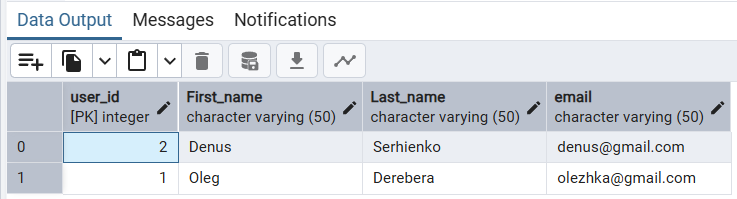 Data Output Messages Notifications
user_id First_name Last_name email
[PK] integer character varying (50) character varying (50) character varying (50)
0 2 Denus Serhienko denus@gmail.com
1 1 Oleg Derebera olezhka@gmail.com